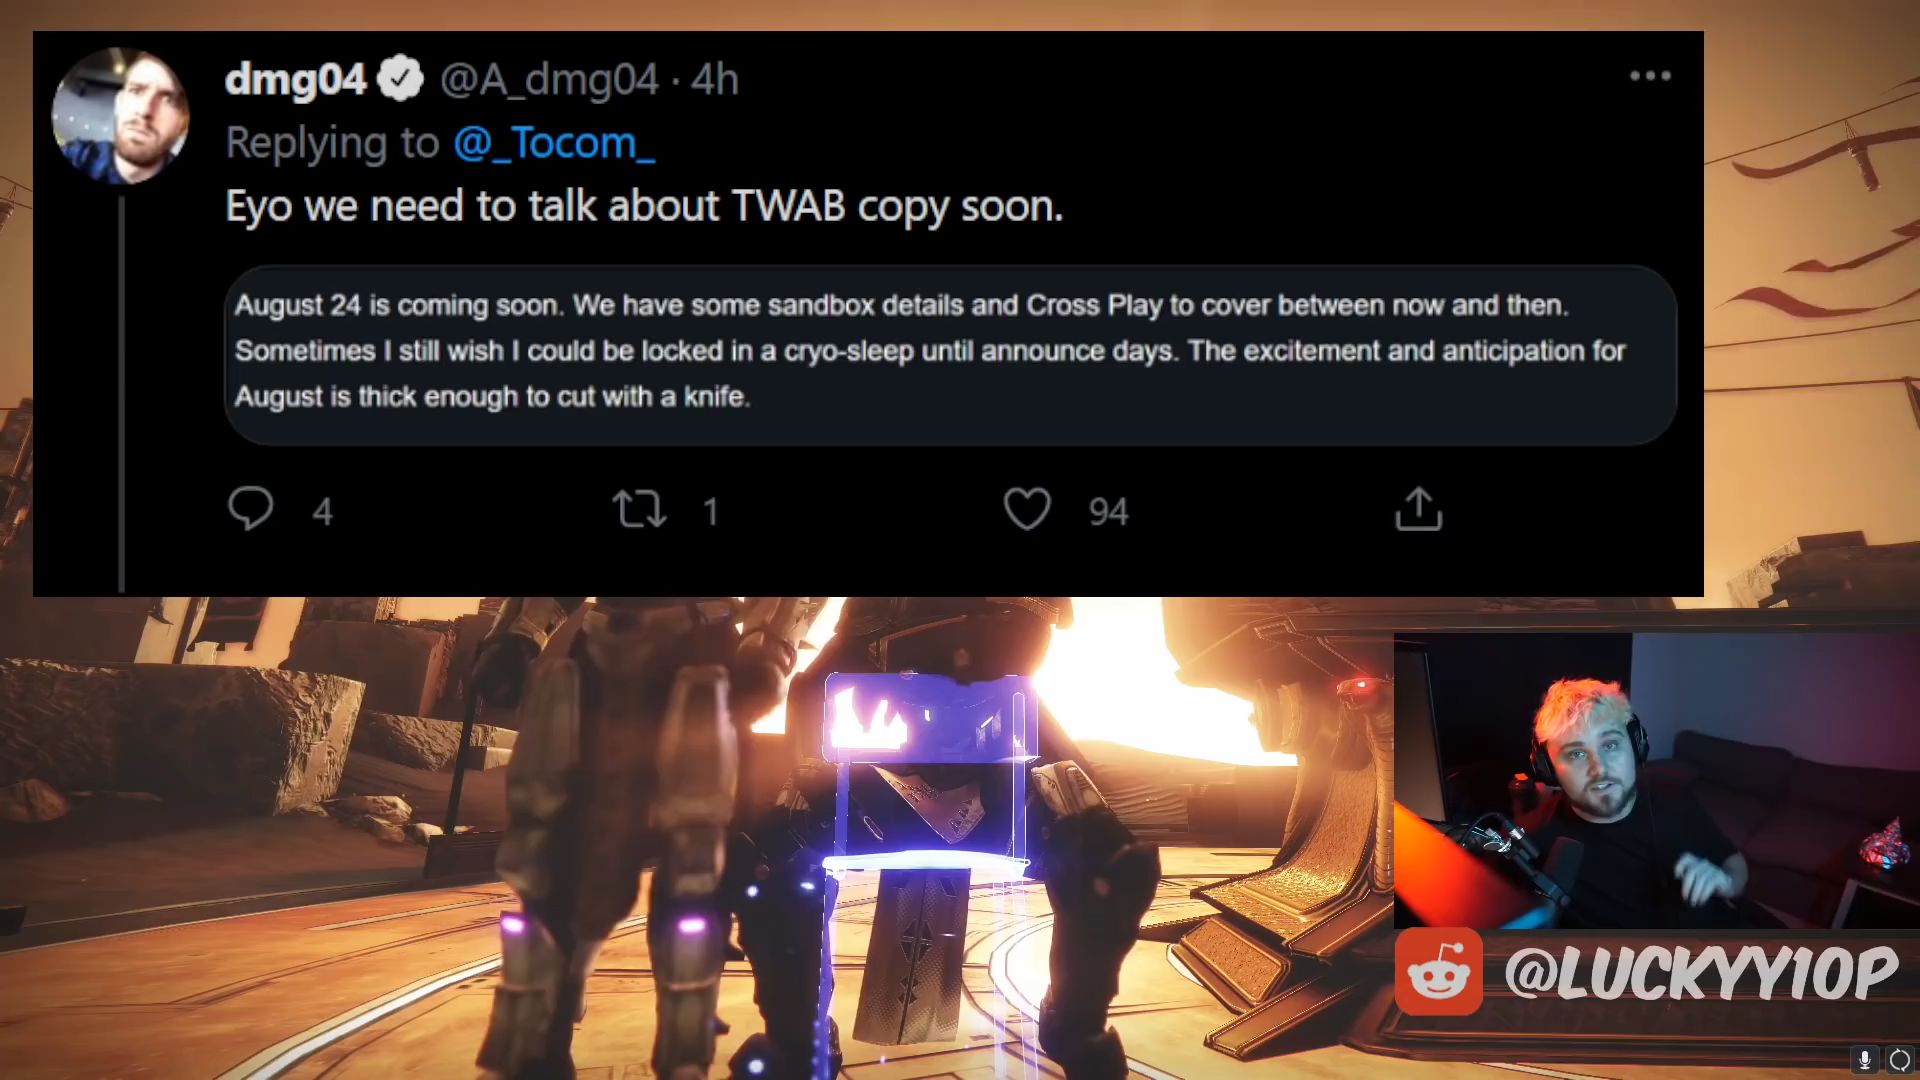 dmg04 @A_dmg04 · 4h
Replying to @_Tocom_
Eyo we need to talk about TWAB copy soon.
August 24 is coming soon. We have some sandbox details and Cross Play to cover between now and then.
Sometimes I still wish I could be locked in a cryo-sleep until announce days. The excitement and anticipation for
August is thick enough to cut with a knife.
4 1 94
@LUCKYY10P